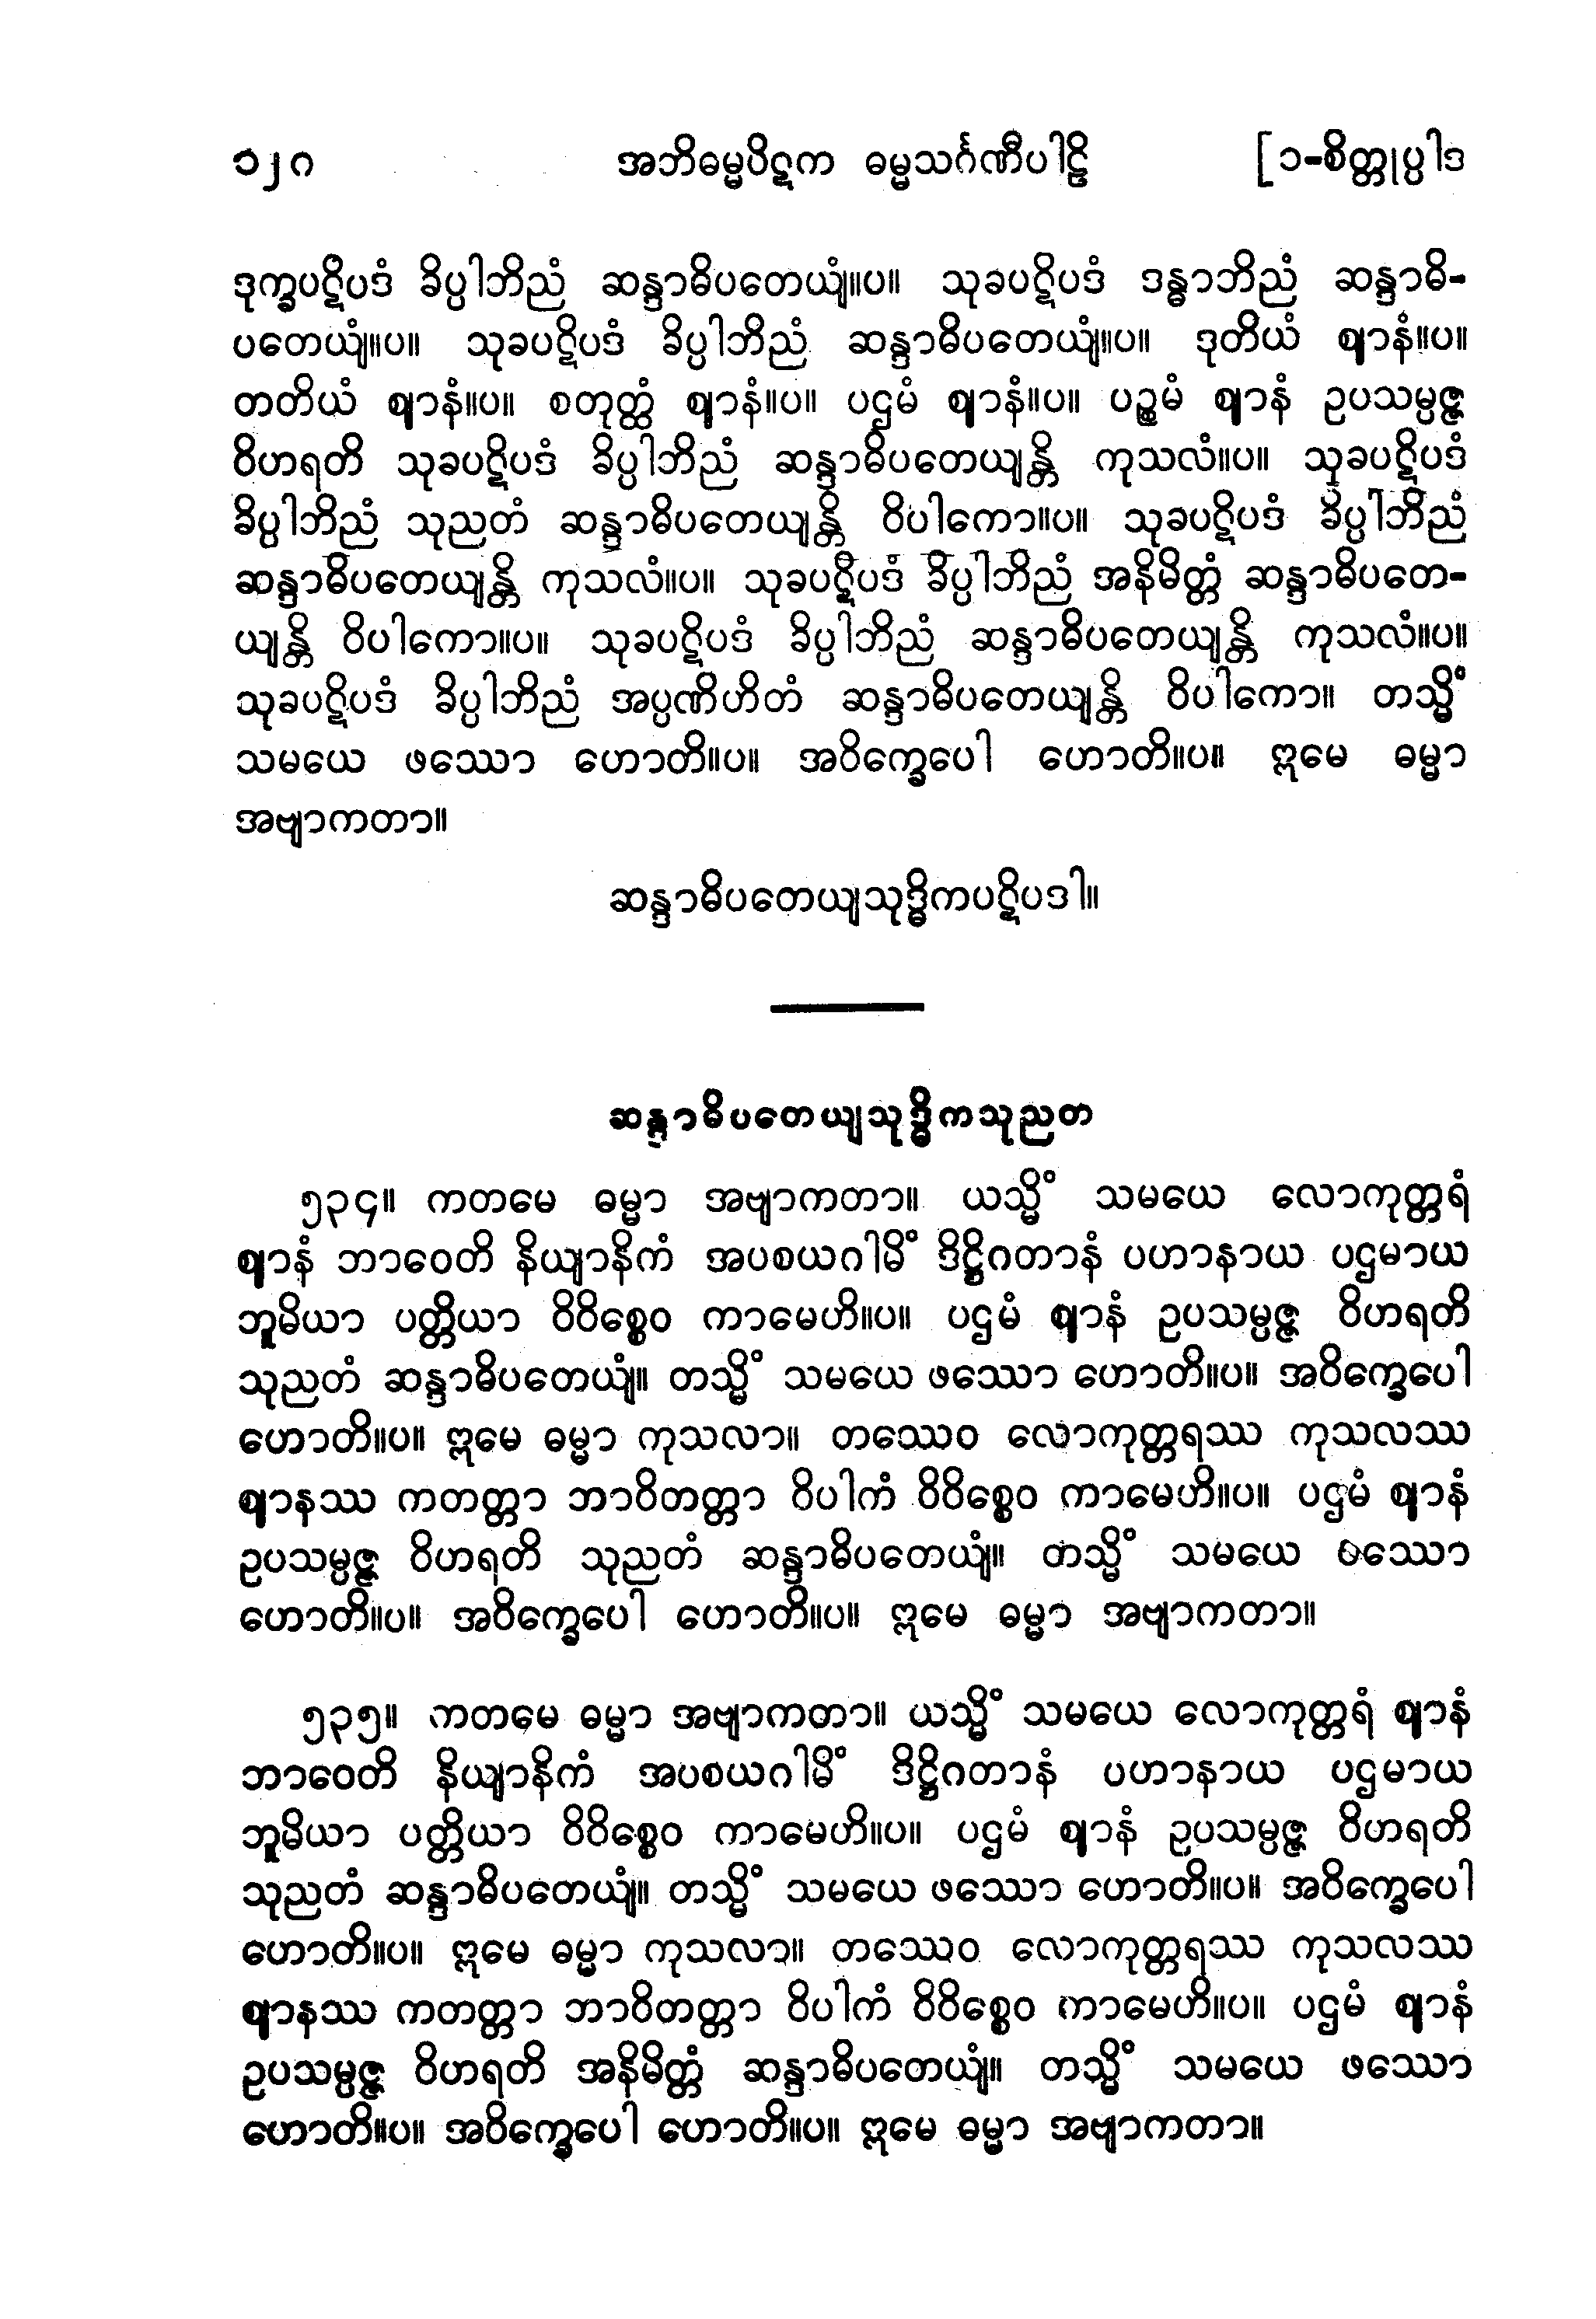 ၁၂၈ အဘိဓမ္မပိဋက ဓမ္မသင်္ဂဏီပါဠိ [၁-စိတ္တုပ္ပါဒ
ဒုက္ခပဋိပဒံ ခိပ္ပါဘိညံ ဆန္ဒာဓိပတေယျံ။ပ။ သုခပဋိပဒံ ဒန္ဓာဘိညံ ဆန္ဒာဓိ-
ပတေယျံ။ပ။ သုခပဋိပဒံ ခိပ္ပါဘိညံ ဆန္ဒာဓိပတေယျံ။ပ။ ဒုတိယံ ဈာနံ။ပ။
တတိယံ ဈာနံ။ပ။ စတုတ္ထံ ဈာနံ။ပ။ ပဌမံ ဈာနံ။ပ။ ပဉ္စမံ ဈာနံ ဥပသမ္ပဇ္ဇ
ဝိဟရတိ သုခပဋိပဒံ ခိပ္ပါဘိညံ ဆန္ဒာဓိပတေယျန္တိ ကုသလံ။ပ။ သုခပဋိပဒံ
ခိပ္ပါဘိညံ သုညတံ ဆန္ဒာဓိပတေယျန္တိ ဝိပါကော။ပ။ သုခပဋိပဒံ ခိပ္ပါဘိညံ
ဆန္ဒာဓိပတေယျန္တိ ကုသလံ။ပ။ သုခပဋိပဒံ ခိပ္ပါဘိညံ အနိမိတ္တံ ဆန္ဒာဓိပတေ-
ယျန္တိ ဝိပါကော။ပ။ သုခပဋိပဒံ ခိပ္ပါဘိညံ ဆန္ဒာဓိပတေယျန္တိ ကုသလံ။ပ။
သုခပဋိပဒံ ခိပ္ပါဘိညံ အပ္ပဏိဟိတံ ဆန္ဒာဓိပတေယျန္တိ ဝိပါကော။ တသ္မိံ
သမယေ ဖဿော ဟောတိ။ပ။ အဝိက္ခေပေါ ဟောတိ။ပ။ ဣမေ ဓမ္မာ
အဗျာကတာ။
ဆန္ဒာဓိပတေယျသုဒ္ဓိကပဋိပဒါ။
ဆန္ဒာဓိပတေယျသုဒ္ဓိကသုညတ
၅၃၄။ ကတမေ ဓမ္မာ အဗျာကတာ။ ယသ္မိံ သမယေ လောကုတ္တရံ
ဈာနံ ဘာဝေတိ နိယျာနိကံ အပစယဂါမိံ ဒိဋ္ဌိဂတာနံ ပဟာနာယ ပဌမာယ
ဘူမိယာ ပတ္တိယာ ဝိဝိစ္စေဝ ကာမေဟိ။ပ။ ပဌမံ ဈာနံ ဥပသမ္ပဇ္ဇ ဝိဟရတိ
သုညတံ ဆန္ဒာဓိပတေယျံ။ တသ္မိံ သမယေ ဖဿော ဟောတိ။ပ။ အဝိက္ခေပေါ
ဟောတိ။ပ။ ဣမေ ဓမ္မာ ကုသလာ။ တဿေဝ လောကုတ္တရဿ ကုသလဿ
ဈာနဿ ကတတ္တာ ဘာဝိတတ္တာ ဝိပါကံ ဝိဝိစ္စေဝ ကာမေဟိ။ပ။ ပဌမံ ဈာနံ
ဥပသမ္ပဇ္ဇ ဝိဟရတိ သုညတံ ဆန္ဒာဓိပတေယျံ။ တသ္မိံ သမယေ ဖဿော
ဟောတိ။ပ။ အဝိက္ခေပေါ ဟောတိ။ပ။ ဣမေ ဓမ္မာ အဗျာကတာ။
၅၃၅။ ကတမေ ဓမ္မာ အဗျာကတာ။ ယသ္မိံ သမယေ လောကုတ္တရံ ဈာနံ
ဘာဝေတိ နိယျာနိကံ အပစယဂါမိံ ဒိဋ္ဌိဂတာနံ ပဟာနာယ ပဌမာယ
ဘူမိယာ ပတ္တိယာ ဝိဝိစ္စေဝ ကာမေဟိ။ပ။ ပဌမံ ဈာနံ ဥပသမ္ပဇ္ဇ ဝိဟရတိ
သုညတံ ဆန္ဒာဓိပတေယျံ။ တသ္မိံ သမယေ ဖဿော ဟောတိ။ပ။ အဝိက္ခေပေါ
ဟောတိ။ပ။ ဣမေ ဓမ္မာ ကုသလာ။ တဿေဝ လောကုတ္တရဿ ကုသလဿ
ဈာနဿ ကတတ္တာ ဘာဝိတတ္တာ ဝိပါကံ ဝိဝိစ္စေဝ ကာမေဟိ။ပ။ ပဌမံ ဈာနံ
ဥပသမ္ပဇ္ဇ ဝိဟရတိ အနိမိတ္တံ ဆန္ဒာဓိပတေယျံ။ တသ္မိံ သမယေ ဖဿော
ဟောတိ။ပ။ အဝိက္ခေပေါ ဟောတိ။ပ။ ဣမေ ဓမ္မာ အဗျာကတာ။